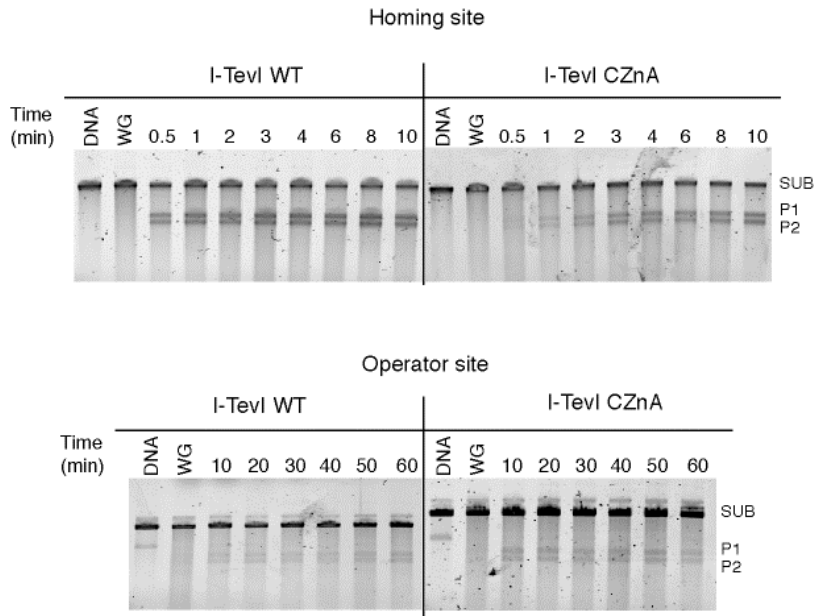 Homing site
I-TevI WT
I-TevI CZnA
Time (min)
DNA WG 0.5 1 2 3 4 6 8 10
DNA WG 0.5 1 2 3 4 6 8 10
SUB
P1
P2
Operator site
I-TevI WT
I-TevI CZnA
Time (min)
DNA WG 10 20 30 40 50 60
DNA WG 10 20 30 40 50 60
SUB
P1
P2